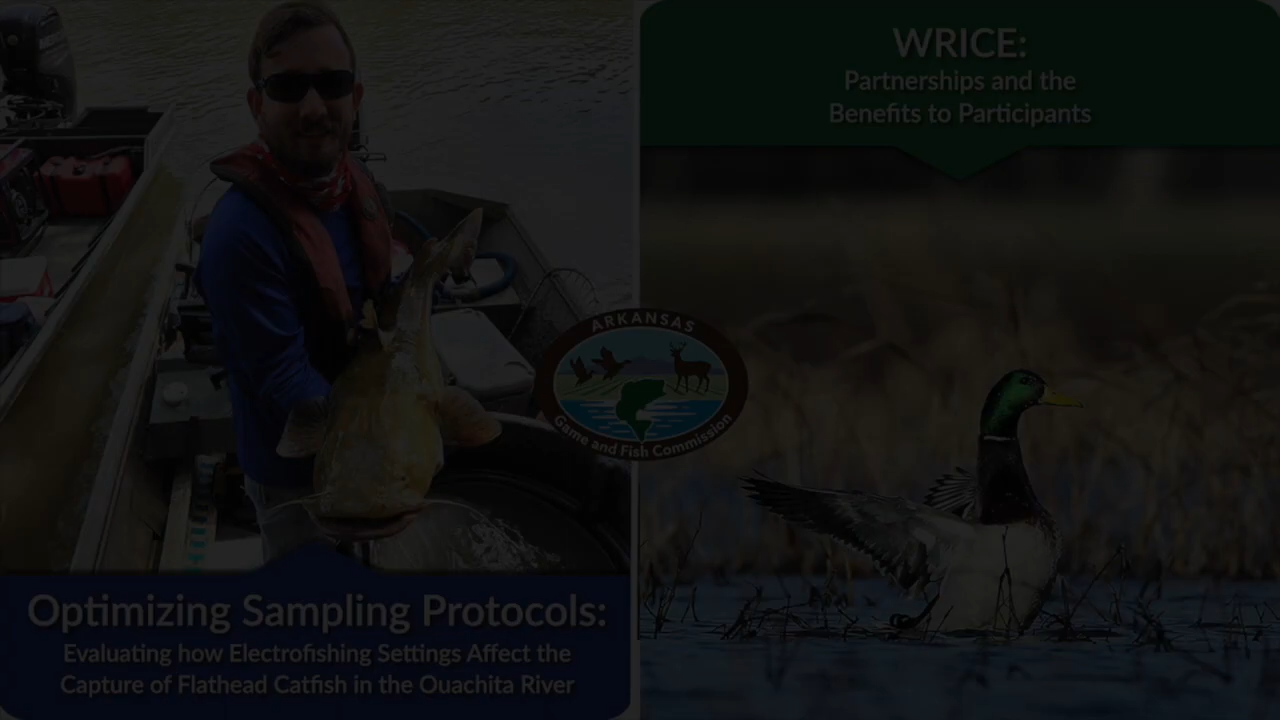 WRICE:
Partnerships and the
Benefits to Participants
ARKANSAS
Game and Fish Commission
Optimizing Sampling Protocols:
Evaluating how Electrofishing Settings Affect the
Capture of Flathead Catfish in the Ouachita River